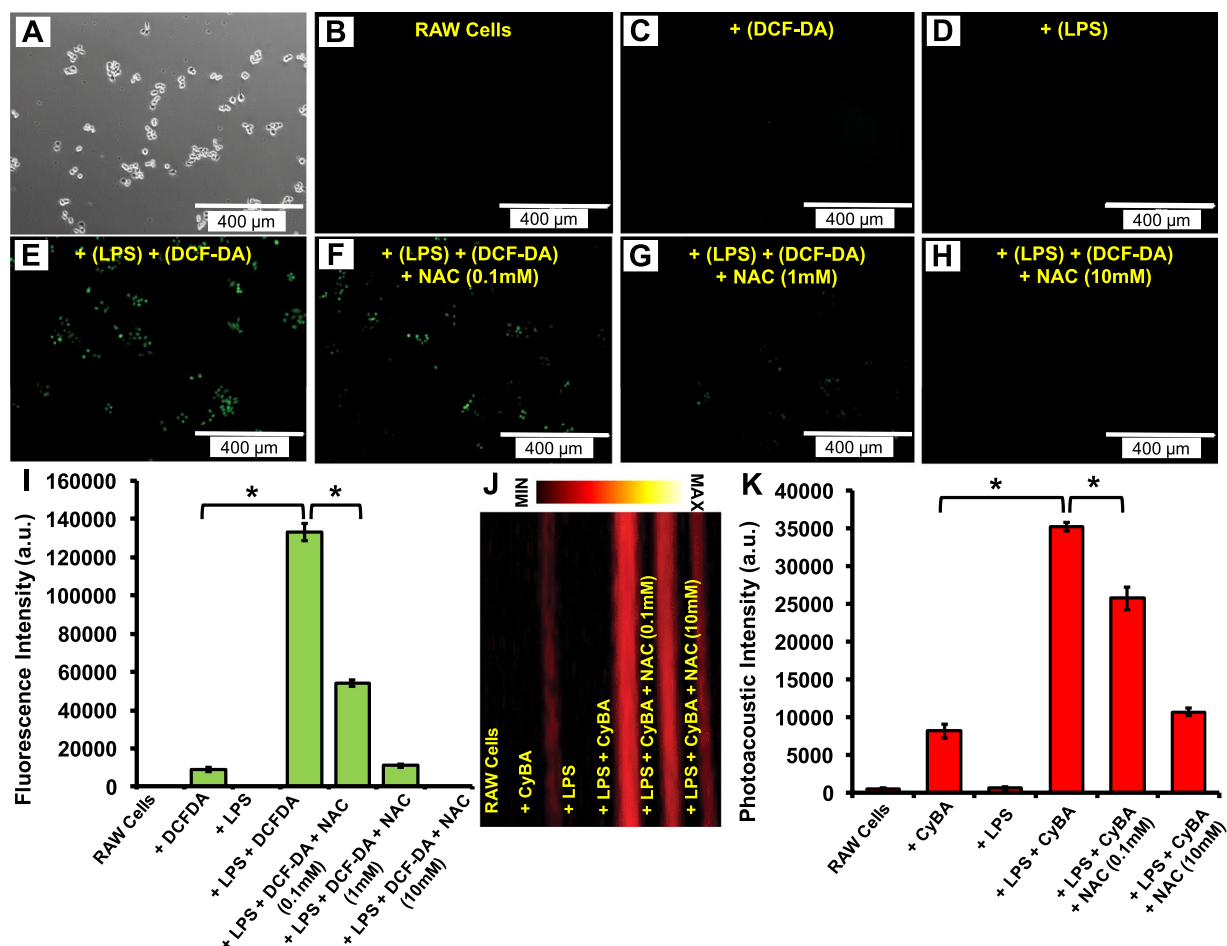 A
400 µm
B
RAW Cells
400 µm
C
+ (DCF-DA)
400 µm
D
+ (LPS)
400 µm
E
+ (LPS) + (DCF-DA)
400 µm
F
+ (LPS) + (DCF-DA)
+ NAC (0.1mM)
400 µm
G
+ (LPS) + (DCF-DA)
+ NAC (1mM)
400 µm
H
+ (LPS) + (DCF-DA)
+ NAC (10mM)
400 µm
I
Fluorescence Intensity (a.u.)
160000
140000
120000
100000
80000
60000
40000
20000
0
*
*
RAW Cells
+ DCFDA
+ LPS
+ LPS + DCFDA
+ LPS + DCF-DA + NAC
(0.1mM)
+ LPS + DCF-DA + NAC
(1mM)
+ LPS + DCF-DA + NAC
(10mM)
J
MIN
MAX
RAW Cells
+ CyBA
+ LPS
+ LPS + CyBA
+ LPS + CyBA + NAC (0.1mM)
+ LPS + CyBA + NAC (10mM)
K
Photoacoustic Intensity (a.u.)
40000
35000
30000
25000
20000
15000
10000
5000
0
*
*
RAW Cells
+ CyBA
+ LPS
+ LPS + CyBA
+ LPS + CyBA
+ NAC (0.1mM)
+ LPS + CyBA
+ NAC (10mM)